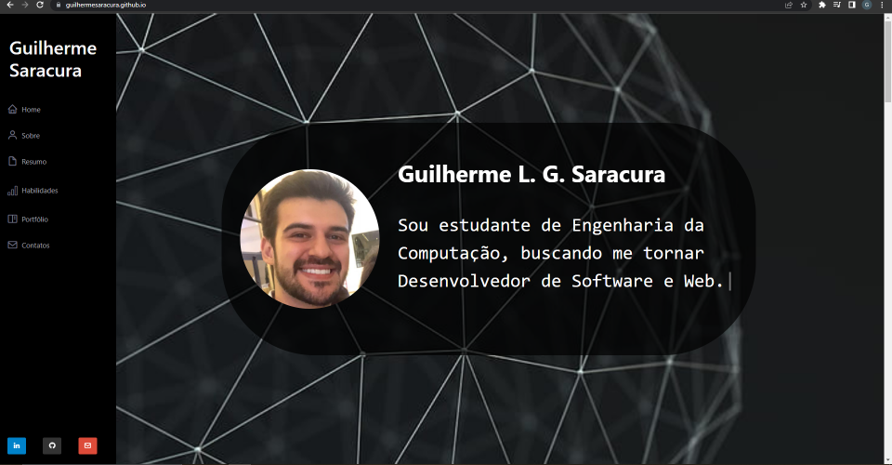 guilhermesaracura.github.io
G
Guilherme
Saracura
Home
Sobre
Resumo
Habilidades
Portfólio
Contatos
in
Guilherme L. G. Saracura
Sou estudante de Engenharia da
Computação, buscando me tornar
Desenvolvedor de Software e Web.|